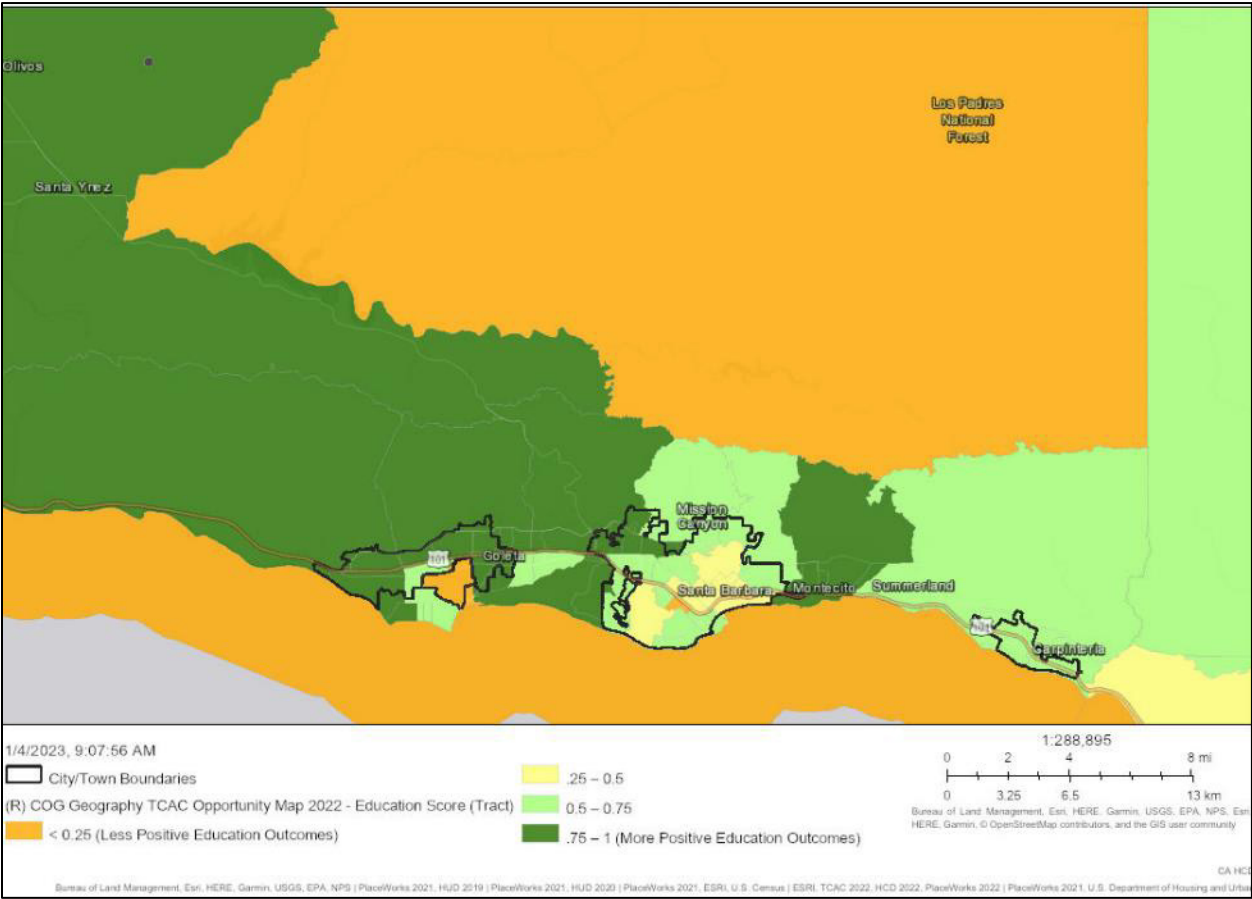 Olivos
Los Padres
National
Forest
Santa Ynez
Mission
Canyon
101
Goleta
Santa Barbara
Montecito
Summerland
101
Carpinteria
1/4/2023, 9:07:56 AM
City/Town Boundaries
(R) COG Geography TCAC Opportunity Map 2022 - Education Score (Tract)
< 0.25 (Less Positive Education Outcomes)
.25 – 0.5
0.5 – 0.75
.75 – 1 (More Positive Education Outcomes)
1:288,895
0 2 4 8 mi
0 3.25 6.5 13 km
Bureau of Land Management, Esri, HERE, Garmin, USGS, EPA, NPS, Esri,
HERE, Garmin, © OpenStreetMap contributors, and the GIS user community
CA HCD
Bureau of Land Management, Esri, HERE, Garmin, USGS, EPA, NPS | PlaceWorks 2021, HUD 2019 | PlaceWorks 2021, HUD 2020 | PlaceWorks 2021, ESRI, U.S. Census | ESRI, TCAC 2022, HCD 2022, PlaceWorks 2022 | PlaceWorks 2021, U.S. Department of Housing and Urba